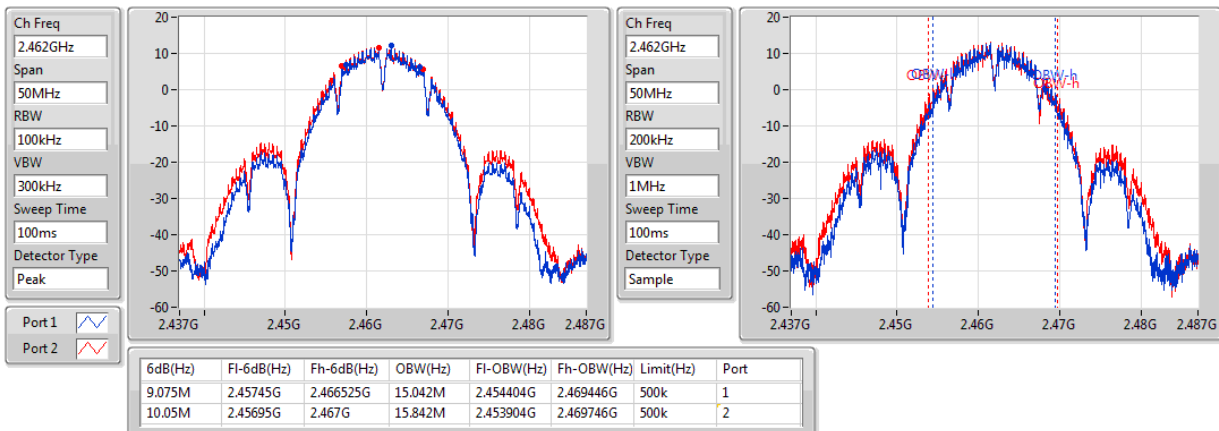 Ch Freq
2.462GHz
Span
50MHz
RBW
100kHz
VBW
300kHz
Sweep Time
100ms
Detector Type
Peak
Port 1
Port 2
20
10
0
-10
-20
-30
-40
-50
-60
2.437G 2.45G 2.46G 2.47G 2.48G 2.487G
Ch Freq
2.462GHz
Span
50MHz
RBW
200kHz
VBW
1MHz
Sweep Time
100ms
Detector Type
Sample
20
10
0
-10
-20
-30
-40
-50
-60
OBW-h
OBW-h
2.437G 2.45G 2.46G 2.47G 2.48G 2.487G
6dB(Hz) Fl-6dB(Hz) Fh-6dB(Hz) OBW(Hz) Fl-OBW(Hz) Fh-OBW(Hz) Limit(Hz) Port
9.075M 2.45745G 2.466525G 15.042M 2.454404G 2.469446G 500k 1
10.05M 2.45695G 2.467G 15.842M 2.453904G 2.469746G 500k 2